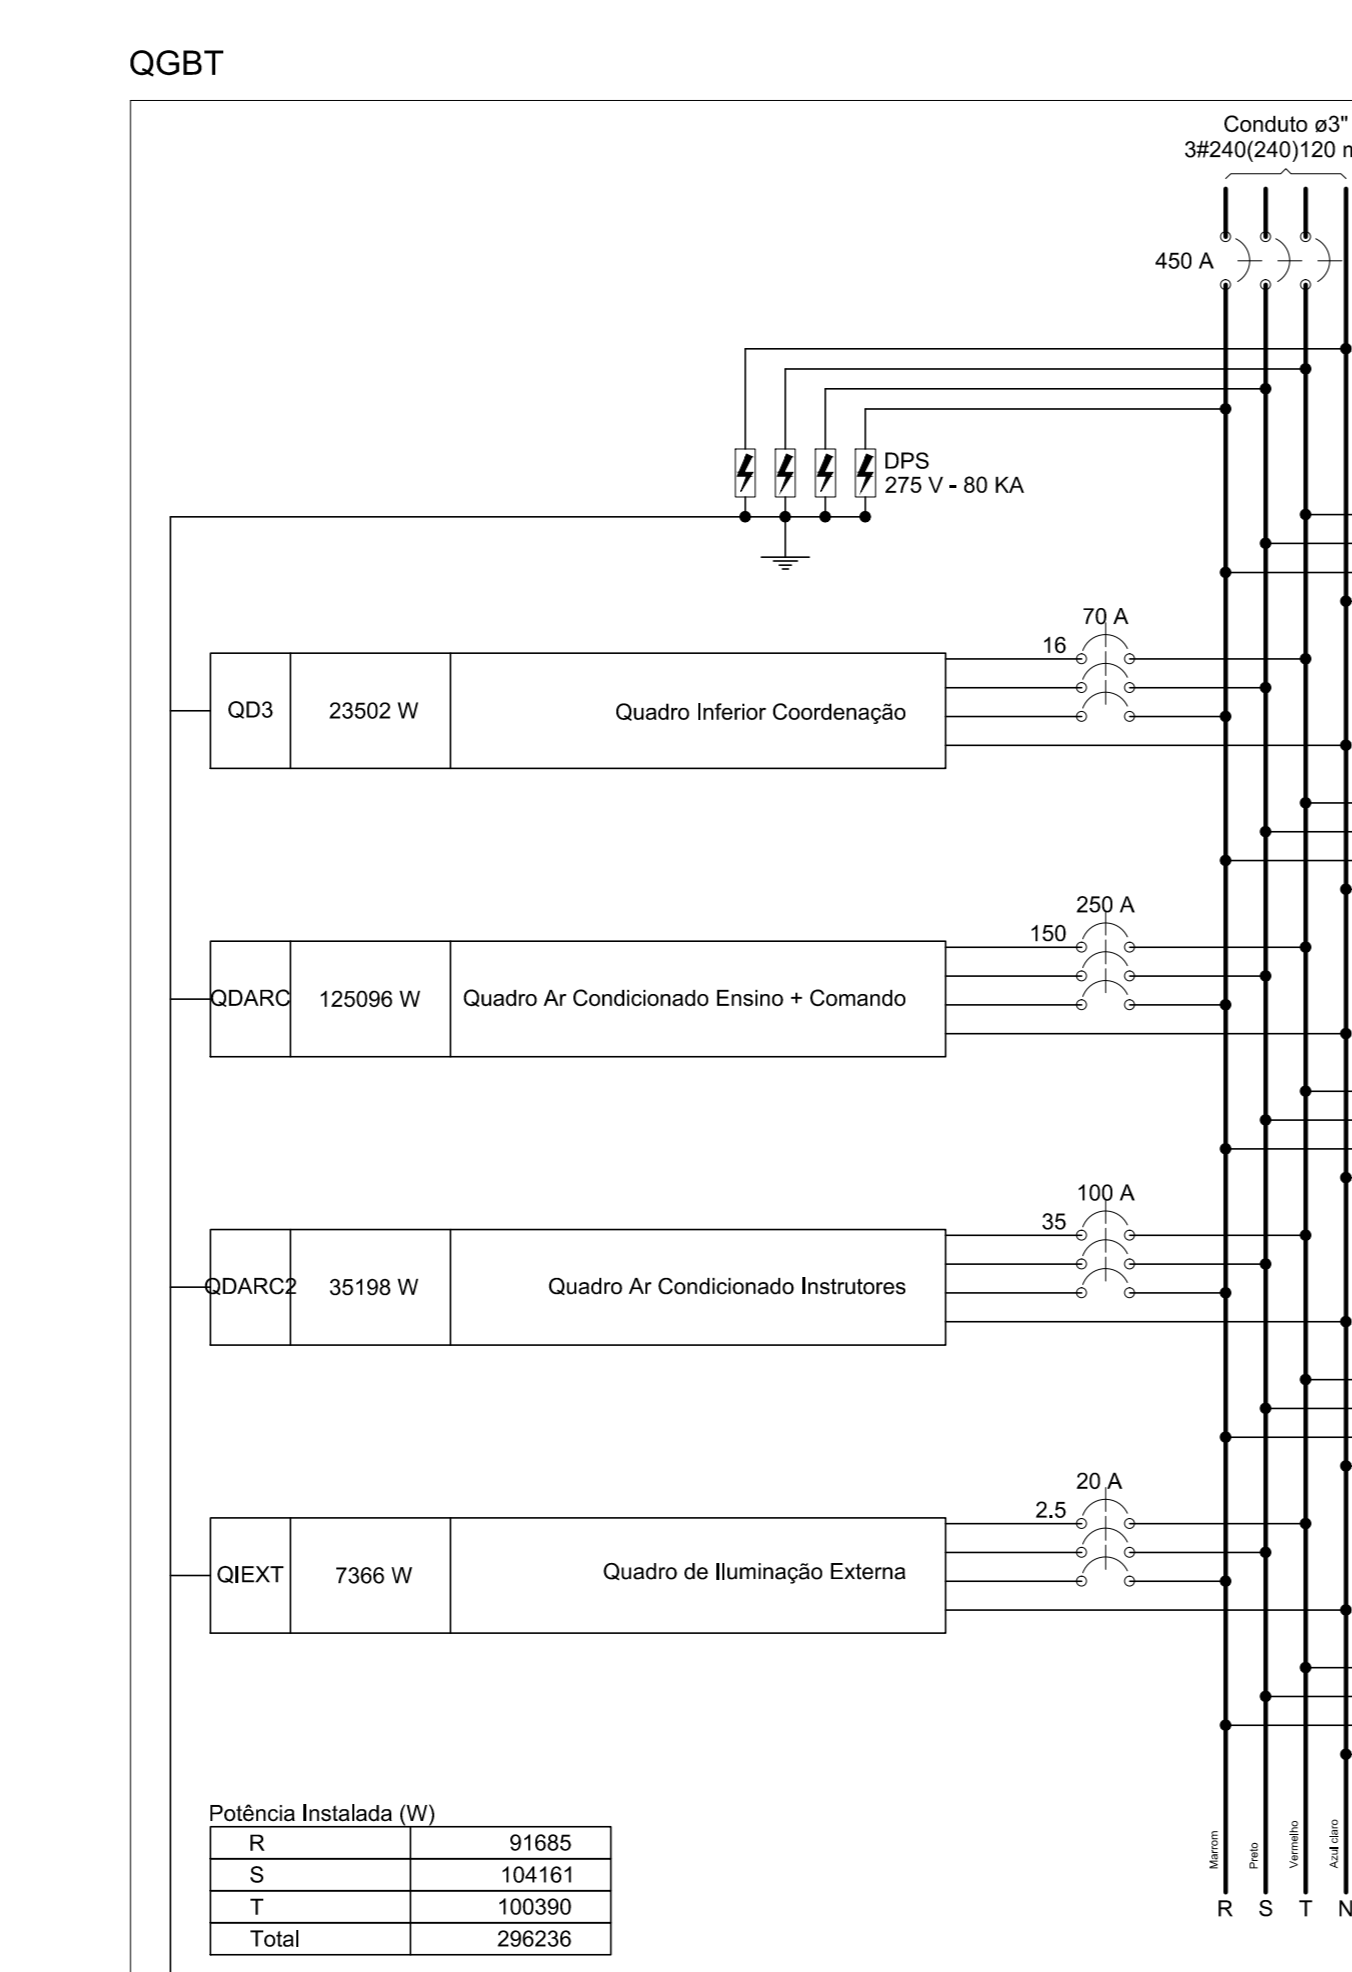 QGBT
Conduto ø3"
3#240(240)120
450 A
DPS
275 V - 80 KA
70 A
16
QD3 23502 W Quadro Inferior Coordenação
250 A
150
QDARC 125096 W Quadro Ar Condicionado Ensino + Comando
100 A
35
QDARC2 35198 W Quadro Ar Condicionado Instrutores
20 A
2.5
QIEXT 7366 W Quadro de Iluminação Externa
Potência Instalada (W)
R 91685
S 104161
T 100390
Total 296236
Marrom
Preto
Vermelho
Azul claro
R S T N